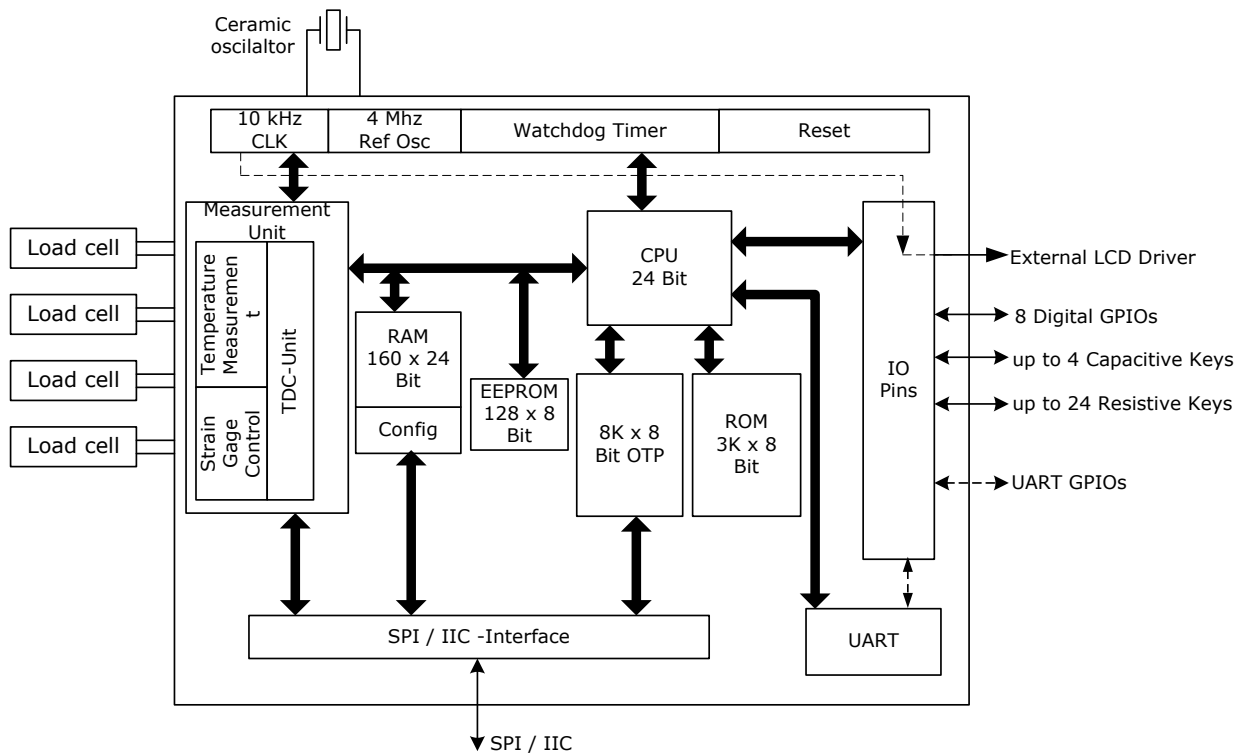 Ceramic
oscilaltor
10 kHz
CLK
4 Mhz
Ref Osc
Watchdog Timer
Reset
Measurement
Unit
Temperature
Measuremen
t
Strain
Gage
Control
TDC-Unit
Load cell
Load cell
Load cell
Load cell
CPU
24 Bit
RAM
160 x 24
Bit
Config
EEPROM
128 x 8
Bit
8K x 8
Bit OTP
ROM
3K x 8
Bit
IO
Pins
External LCD Driver
8 Digital GPIOs
up to 4 Capacitive Keys
up to 24 Resistive Keys
UART GPIOs
SPI / IIC -Interface
UART
SPI / IIC